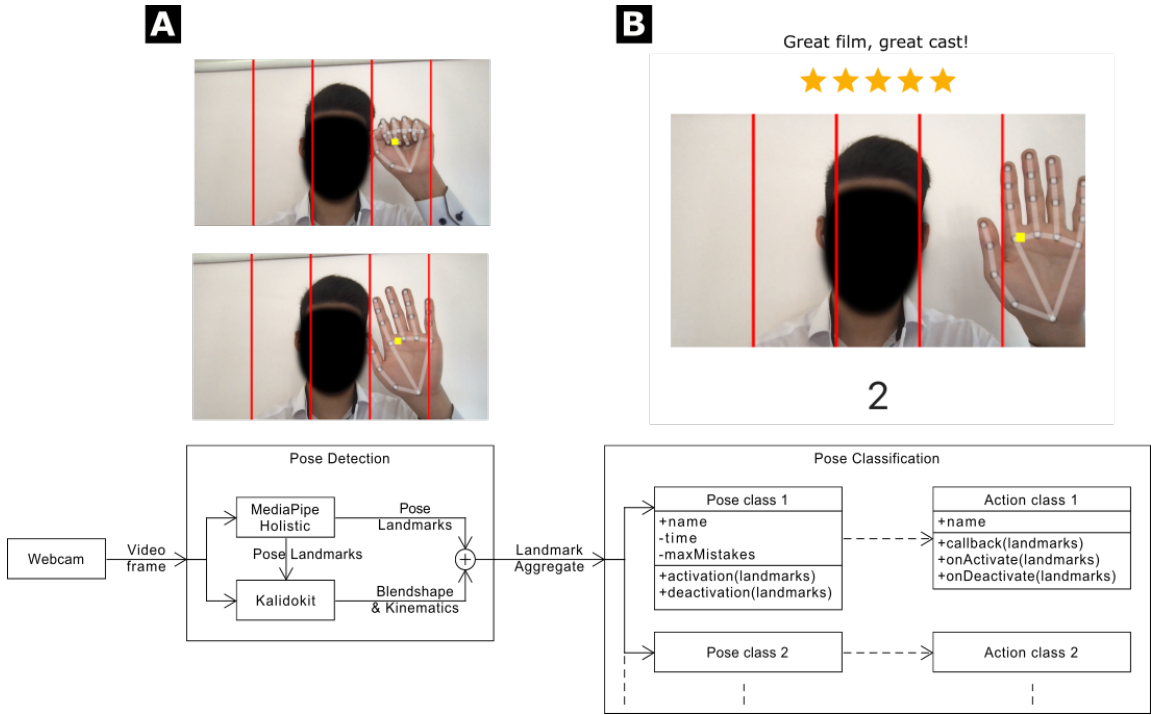 A
B
Great film, great cast!
2
Pose Detection
MediaPipe
Holistic
Pose
Landmarks
Pose Landmarks
Kalidokit
Blendshape
& Kinematics
Webcam
Video
frame
Landmark
Aggregate
Pose Classification
Pose class 1
+name
-time
-maxMistakes
+activation(landmarks)
+deactivation(landmarks)
Action class 1
+name
+callback(landmarks)
+onActivate(landmarks)
+onDeactivate(landmarks)
Pose class 2
Action class 2